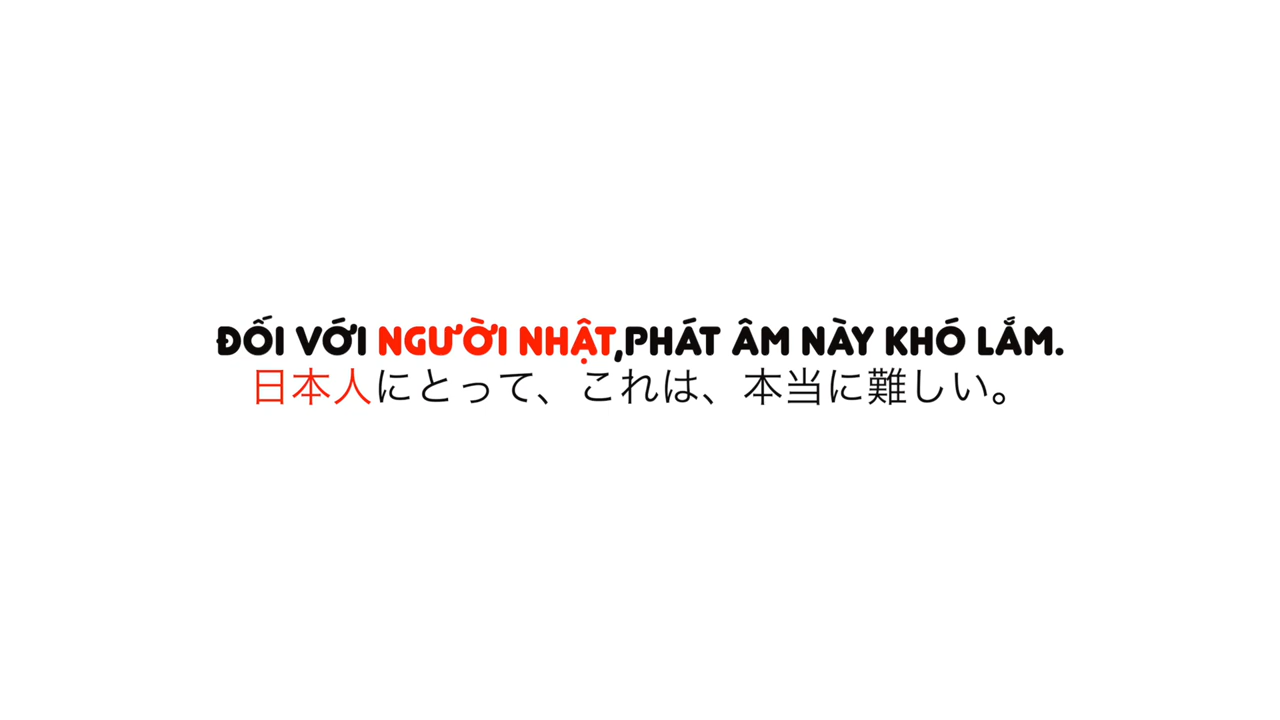 ĐỐI VỚI NGƯỜI NHẬT,PHÁT ÂM NÀY KHÓ LẮM.
日本人にとって、これは、本当に難しい。